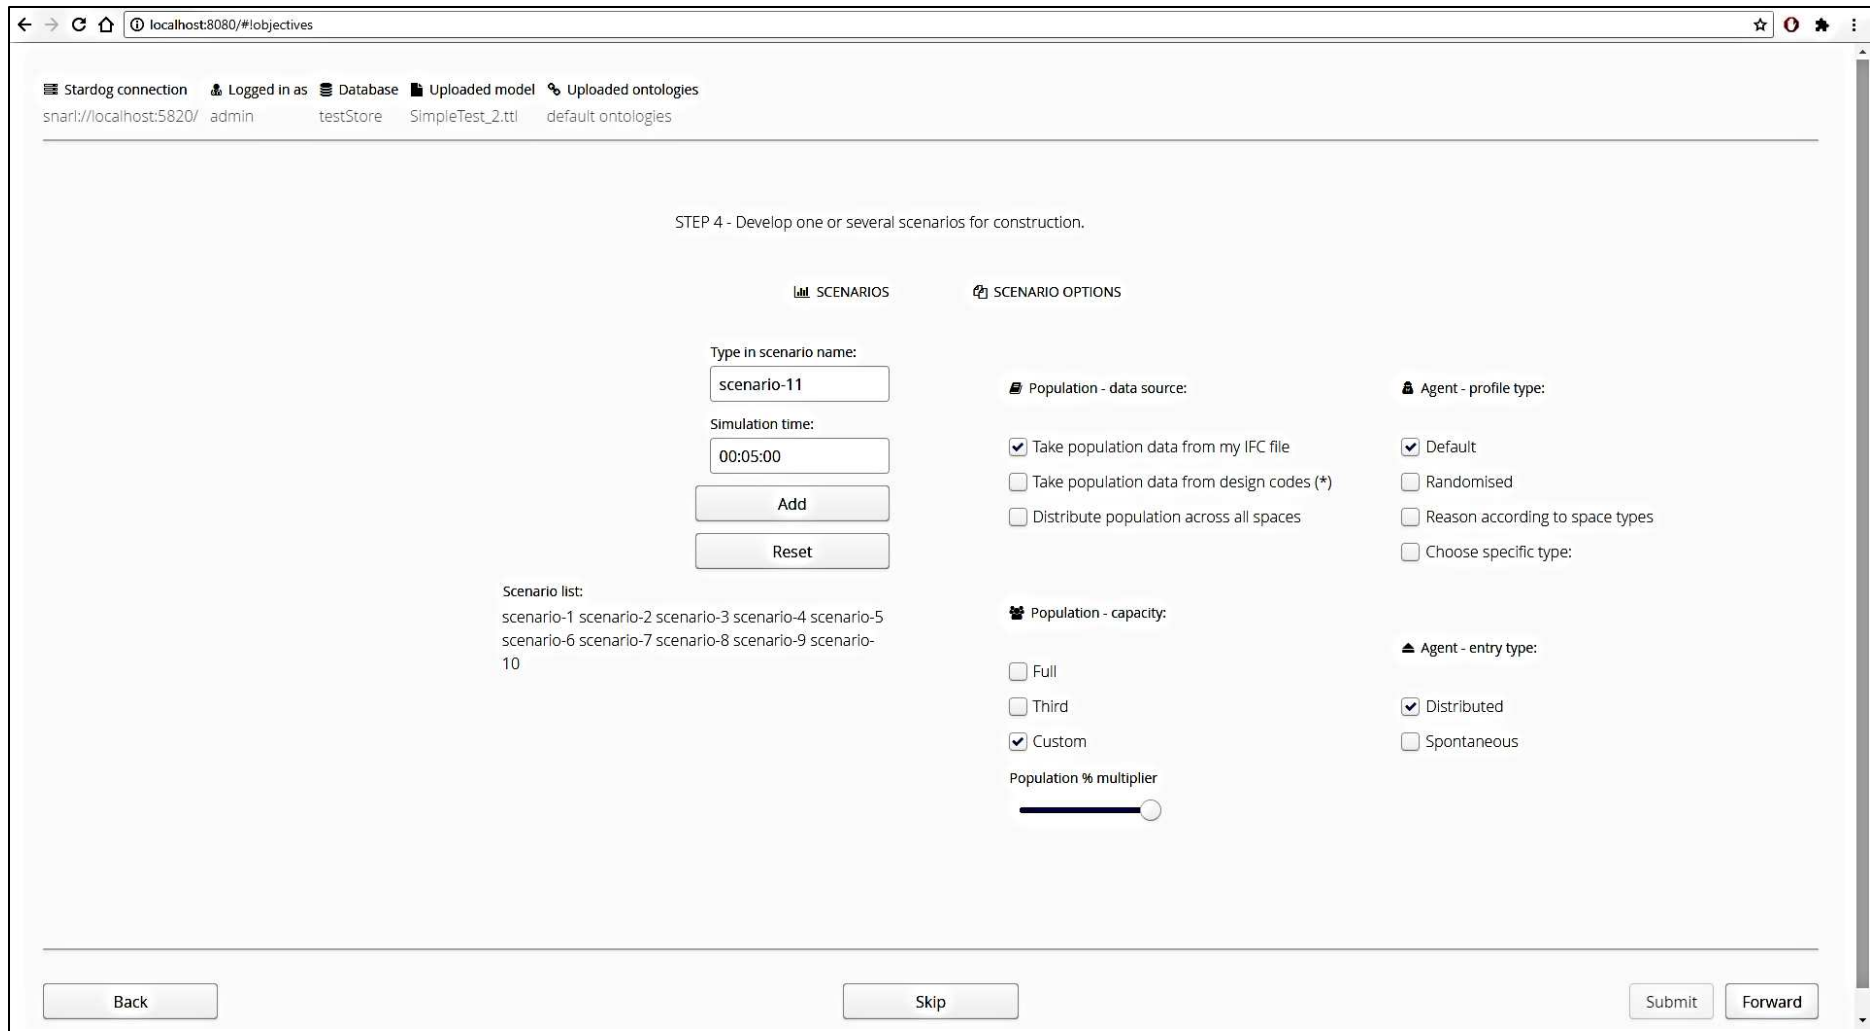 localhost:8080/#!objectives
Stardog connection Logged in as Database Uploaded model Uploaded ontologies
snarl://localhost:5820/ admin testStore SimpleTest_2.ttl default ontologies
STEP 4 - Develop one or several scenarios for construction.
SCENARIOS SCENARIO OPTIONS
Type in scenario name:
scenario-11
Simulation time:
00:05:00
Add
Reset
Scenario list:
scenario-1 scenario-2 scenario-3 scenario-4 scenario-5
scenario-6 scenario-7 scenario-8 scenario-9 scenario-
10
Population - data source:
Take population data from my IFC file
Take population data from design codes (*)
Distribute population across all spaces
Population - capacity:
Full
Third
Custom
Population % multiplier
Agent - profile type:
Default
Randomised
Reason according to space types
Choose specific type:
Agent - entry type:
Distributed
Spontaneous
Back Skip Submit Forward